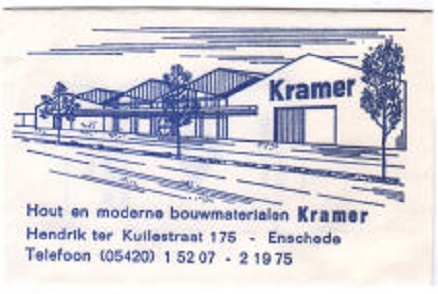 Kramer
Hout en moderne bouwmaterialen Kramer
Hendrik ter Kuilestraat 175 - Enschede
Telefoon (05420) 1 52 07 - 2 19 75